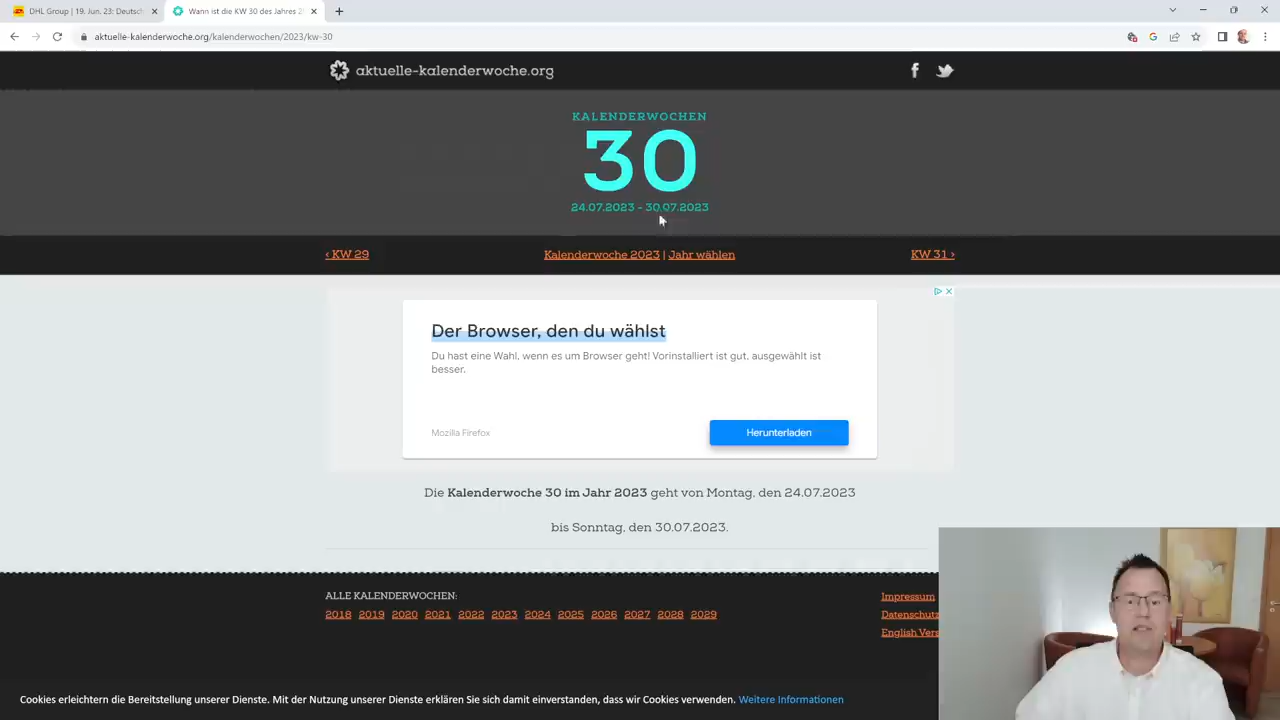 DHL Group | 19. Jun. 23: Deutsch
Wann ist die KW 30 des Jahres 2
aktuelle-kalenderwoche.org/kalenderwochen/2023/kw-30
aktuelle-kalenderwoche.org
KALENDERWOCHEN
30
24.07.2023 - 30.07.2023
‹ KW 29
Kalenderwoche 2023 | Jahr wählen
KW 31 ›
Der Browser, den du wählst
Du hast eine Wahl, wenn es um Browser geht! Vorinstalliert ist gut, ausgewählt ist
besser.
Mozilla Firefox
Herunterladen
Die Kalenderwoche 30 im Jahr 2023 geht von Montag, den 24.07.2023
bis Sonntag, den 30.07.2023.
ALLE KALENDERWOCHEN:
2018 2019 2020 2021 2022 2023 2024 2025 2026 2027 2028 2029
Impressum
Datenschutz
English Vers
Cookies erleichtern die Bereitstellung unserer Dienste. Mit der Nutzung unserer Dienste erklären Sie sich damit einverstanden, dass wir Cookies verwenden. Weitere Informationen